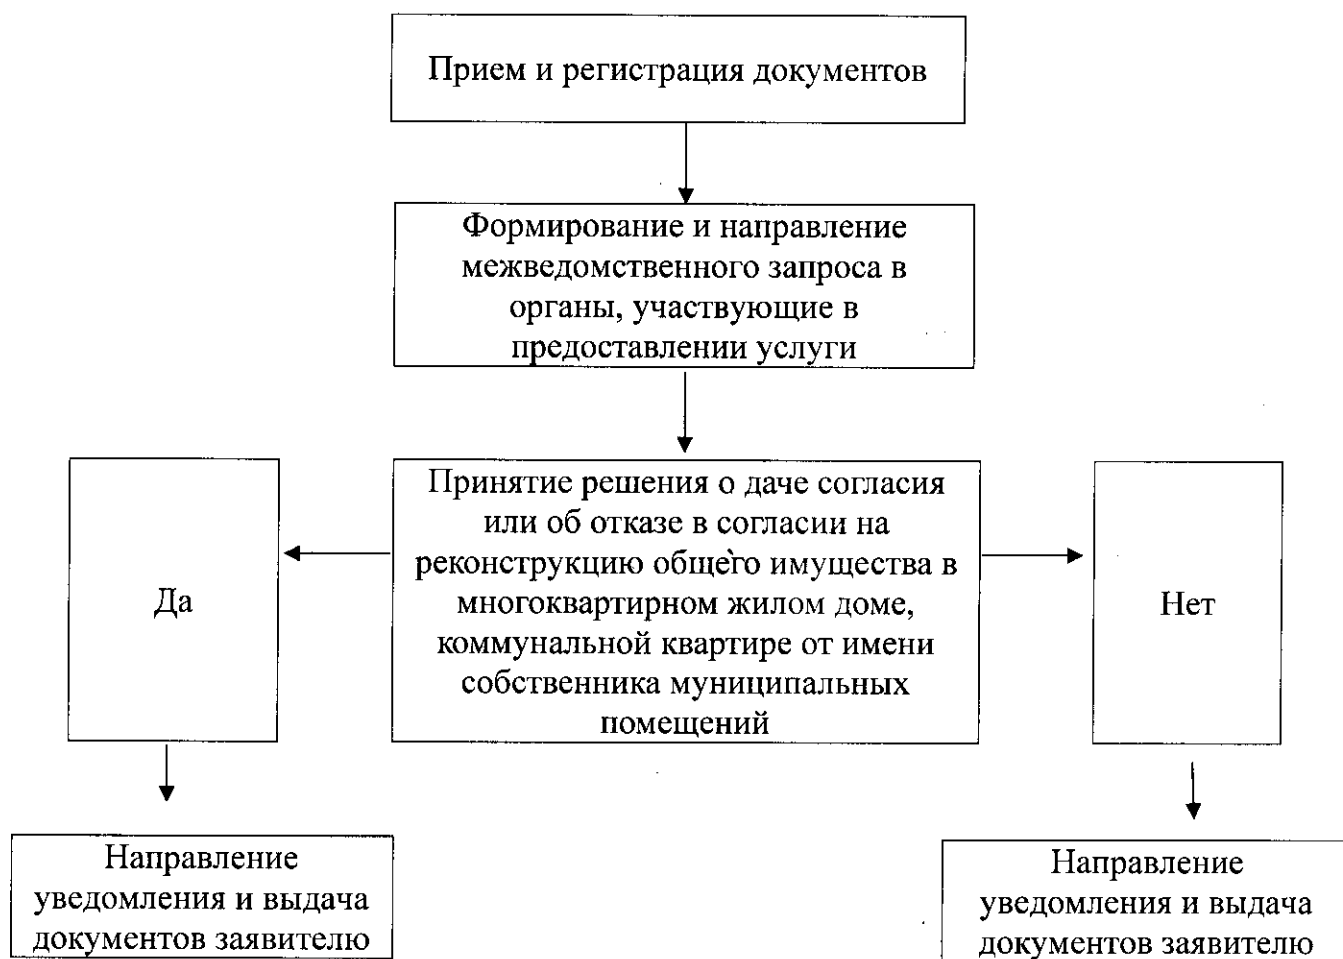 Прием и регистрация документов
Формирование и направление
межведомственного запроса в
органы, участвующие в
предоставлении услуги
Принятие решения о даче согласия
или об отказе в согласии на
реконструкцию общего имущества в
многоквартирном жилом доме,
коммунальной квартире от имени
собственника муниципальных
помещений
Да
Нет
Направление
уведомления и выдача
документов заявителю
Направление
уведомления и выдача
документов заявителю